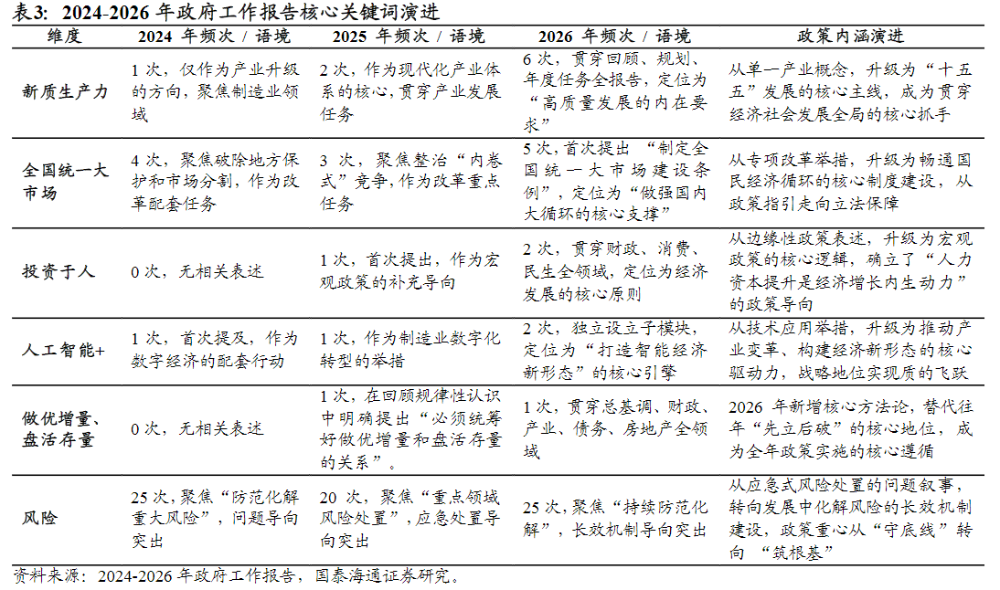 表3：2024-2026 年政府工作报告核心关键词演进
维度 2024 年频次 / 语境 2025 年频次 / 语境 2026 年频次 / 语境 政策内涵演进
新质生产力
1 次，仅作为产业升级
的方向，聚焦制造业领
域
2 次，作为现代化产业体
系的核心，贯穿产业发展
任务
6 次，贯穿回顾、规划、
年度任务全报告，定位为
“高质量发展的内在要
求”
从单一产业概念，升级为“十五
五”发展的核心主线，成为贯穿
经济社会发展全局的核心抓手
全国统一大
市场
4 次，聚焦破除地方保
护和市场分割，作为改
革配套任务
3 次，聚焦整治“内卷
式”竞争，作为改革重点
任务
5 次，首次提出 “制定全
国统一大市场建设条
例”，定位为“做强国内
大循环的核心支撑”
从专项改革举措，升级为畅通国
民经济循环的核心制度建设，从
政策指引走向立法保障
投资于人
0 次，无相关表述
1 次，首次提出，作为宏
观政策的补充导向
2 次，贯穿财政、消费、
民生全领域，定位为经济
发展的核心原则
从边缘性政策表述，升级为宏观
政策的核心逻辑，确立了“人力
资本提升是经济增长内生动力”
的政策导向
人工智能+
1 次，首次提及，作为
数字经济的配套行动
1 次，作为制造业数字化
转型的举措
2 次，独立设立子模块，
定位为“打造智能经济
新形态”的核心引擎
从技术应用举措，升级为推动产
业变革、构建经济新形态的核心
驱动力，战略地位实现质的飞跃
做优增量、
盘活存量
0 次，无相关表述
1 次，在回顾规律性认识
中明确提出“必须统筹
好做优增量和盘活存量
的关系”。
1 次，贯穿总基调、财政、
产业、债务、房地产全领
域
2026 年新增核心方法论，替代往
年“先立后破”的核心地位，成
为全年政策实施的核心遵循
风险
25 次，聚焦“防范化解
重大风险”，问题导向
突出
20 次，聚焦“重点领域
风险处置”，应急处置导
向突出
25 次，聚焦“持续防范化
解”，长效机制导向突出
从应急式风险处置的问题叙事，
转向发展中化解风险的长效机制
建设，政策重心从“守底线”转
向 “筑根基”
资料来源：2024-2026 年政府工作报告，国泰海通证券研究。